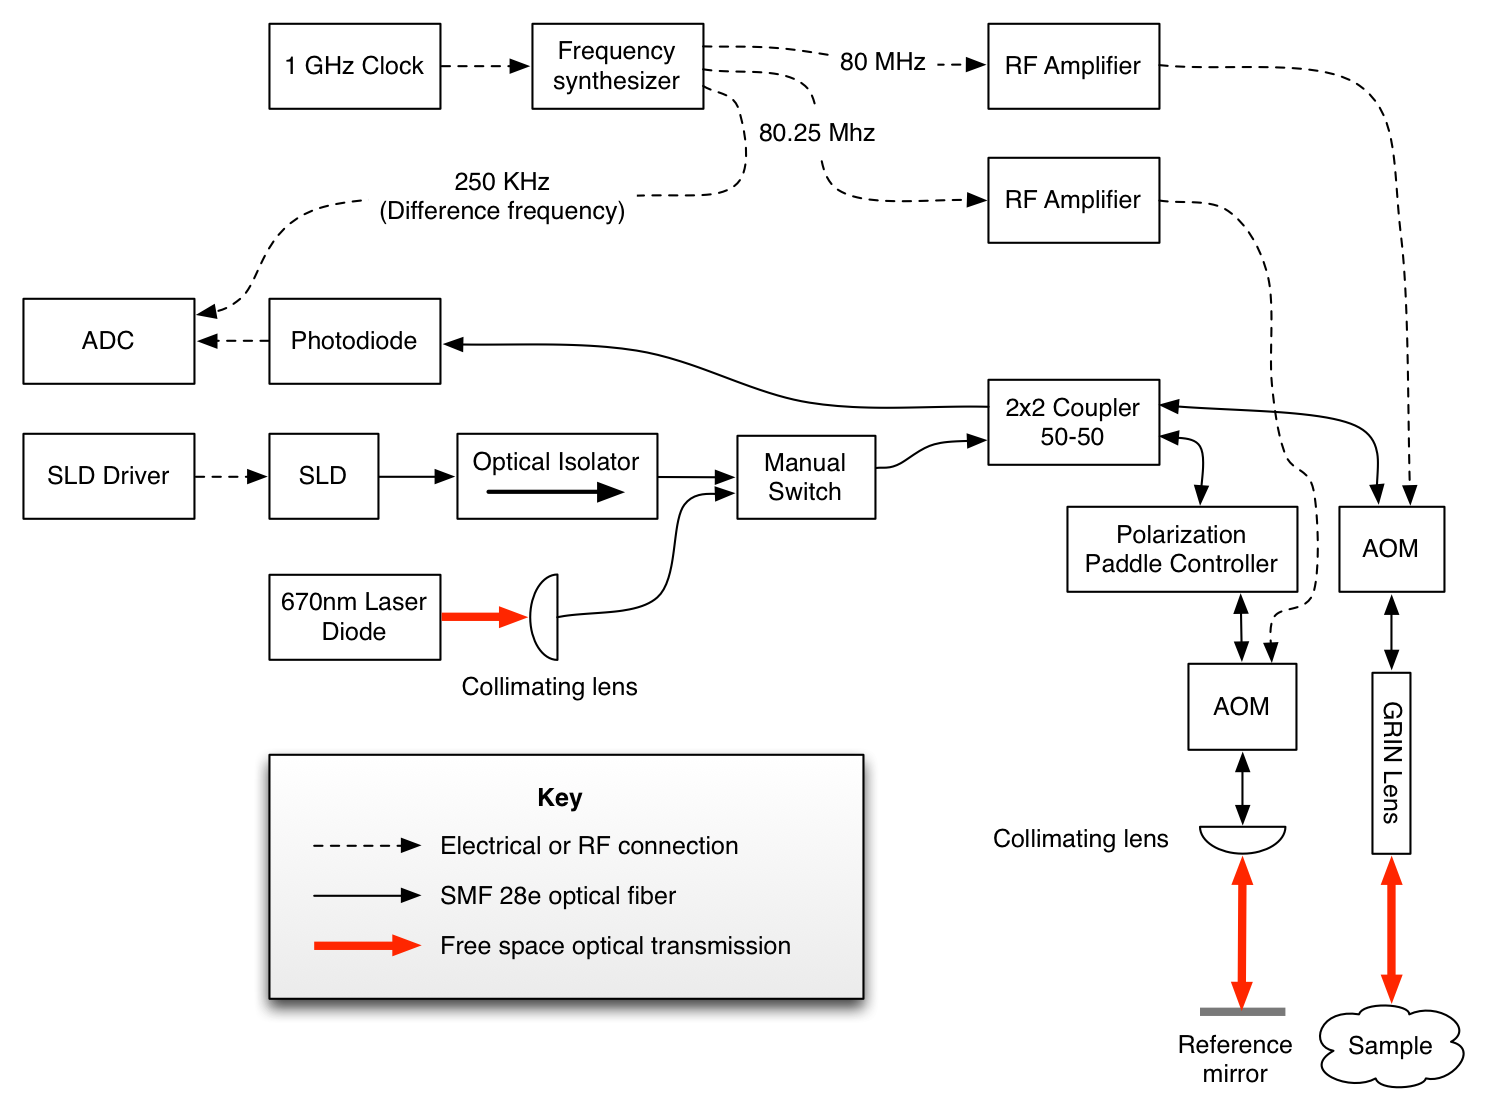 1 GHz Clock
Frequency
synthesizer
80 MHz
RF Amplifier
80.25 Mhz
250 KHz
(Difference frequency)
RF Amplifier
ADC
Photodiode
2x2 Coupler
50-50
SLD Driver
SLD
Optical Isolator
Manual
Switch
Polarization
Paddle Controller
AOM
670nm Laser
Diode
Collimating lens
AOM
GRIN Lens
Key
Electrical or RF connection
SMF 28e optical fiber
Free space optical transmission
Collimating lens
Reference
mirror
Sample